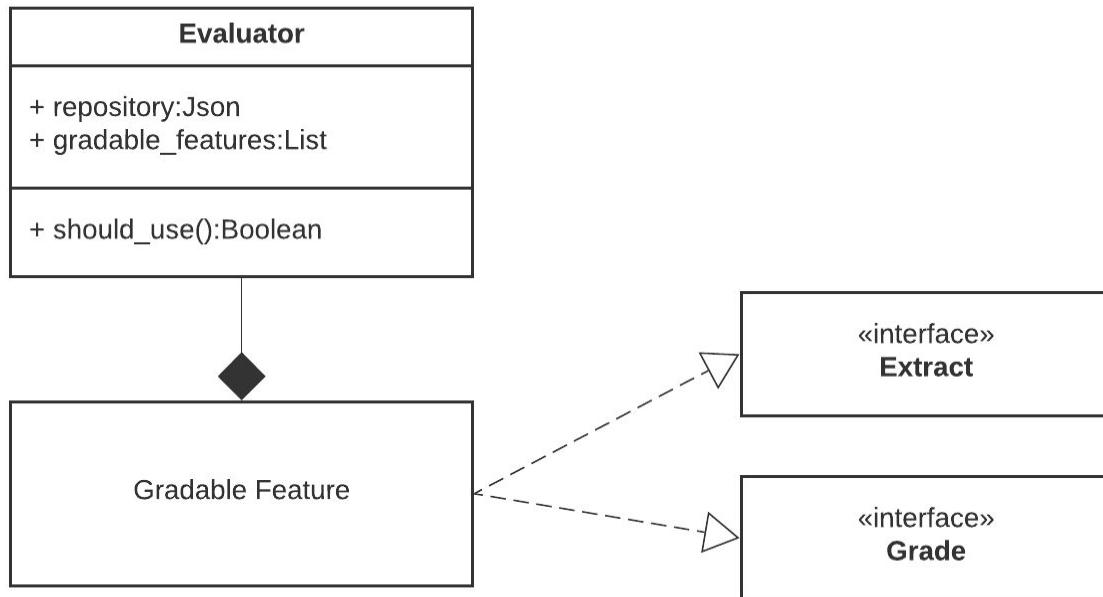 Evaluator
+ repository:Json
+ gradable_features:List
+ should_use():Boolean
«interface»
Extract
Gradable Feature
«interface»
Grade